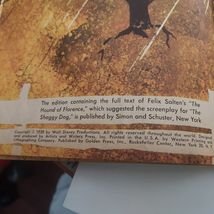 The edition containing the full text of Felix Salten's "The
Hound of Florence," which suggested the screenplay for "The
Shaggy Dog," is published by Simon and Schuster, New York
Copyright © 1959 by Walt Disney Productions. All rights reserved throughout the world.
and produced by Artists and Writers Press, Inc. Printed in the U.S.A. by Western Printing
Lithographing Company. Published by Golden Press, Inc., Rockefeller Center, New York 20, N.Y.